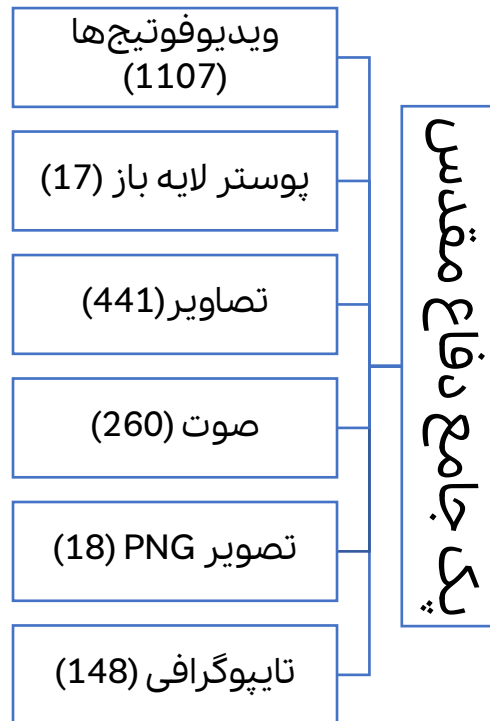 پک جامع دفاع مقدس
ویدیوفوتیج‌ها
(1107)
پوستر لایه باز (17)
تصاویر(441)
صوت (260)
تصویر PNG (18)
تایپوگرافی (148)